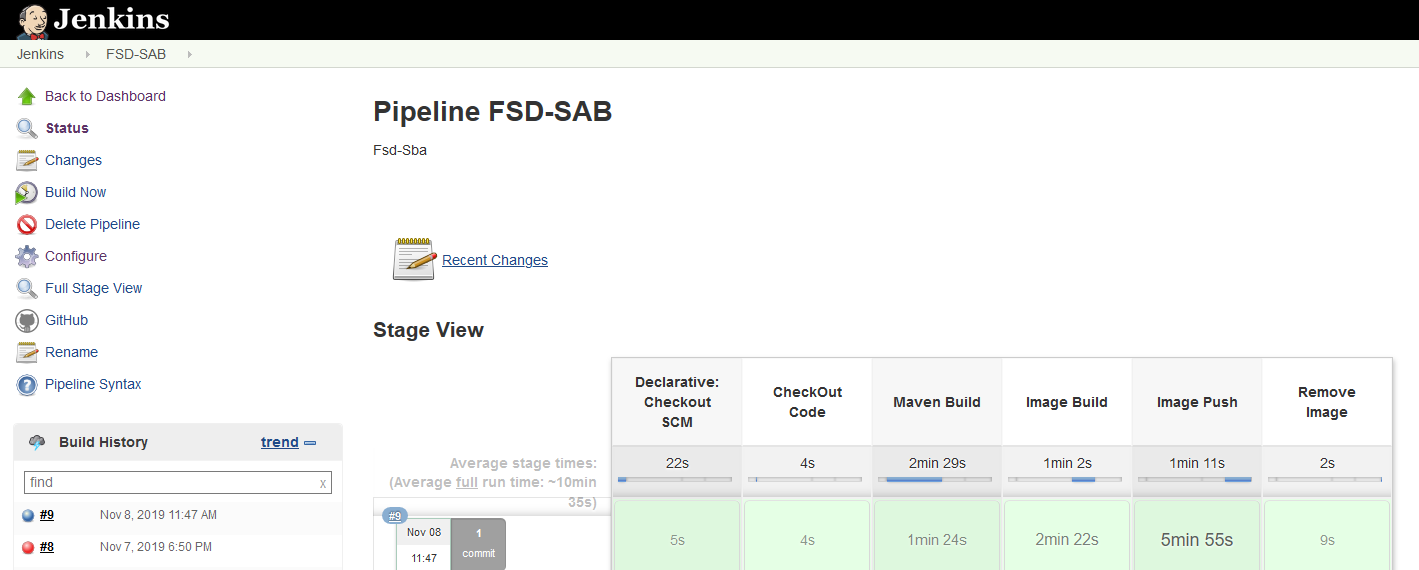 Jenkins
Jenkins FSD-SAB
Back to Dashboard
Status
Changes
Build Now
Delete Pipeline
Configure
Full Stage View
GitHub
Rename
Pipeline Syntax
Build History trend
find x
#9 Nov 8, 2019 11:47 AM
#8 Nov 7, 2019 6:50 PM
Pipeline FSD-SAB
Fsd-Sba
Recent Changes
Stage View
Declarative:
Checkout
SCM
CheckOut
Code
Maven Build
Image Build
Image Push
Remove
Image
Average stage times:
(Average full run time: ~10min
35s)
22s 4s 2min 29s 1min 2s 1min 11s 2s
#9
Nov 08
11:47
1
commit
5s 4s 1min 24s 2min 22s 5min 55s 9s